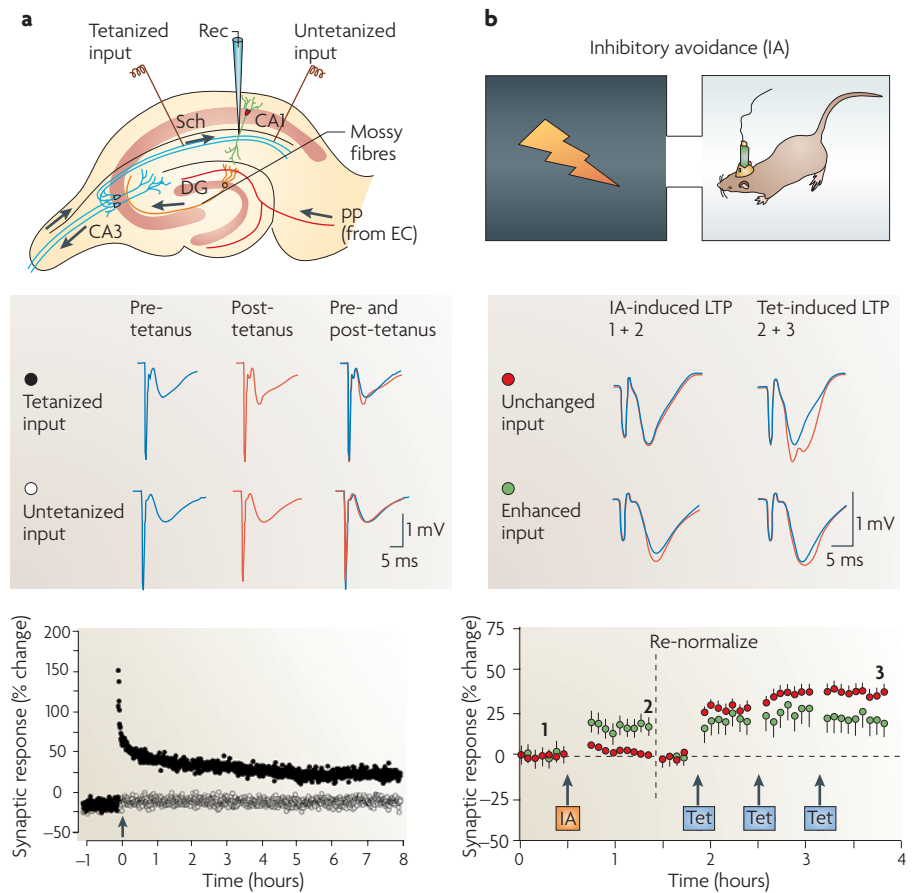 a
Tetanized
input
Rec
Untetanized
input
Sch
CA1
Mossy
fibres
DG
CA3
pp
(from EC)
Pre-
tetanus
Post-
tetanus
Pre- and
post-tetanus
Tetanized
input
Untetanized
input
1 mV
5 ms
Synaptic response (% change)
200
150
100
50
0
−50
-1 0 1 2 3 4 5 6 7 8
Time (hours)
b
Inhibitory avoidance (IA)
IA-induced LTP
1 + 2
Tet-induced LTP
2 + 3
Unchanged
input
Enhanced
input
1 mV
5 ms
Synaptic response (% change)
75
50
25
0
−25
−50
Re-normalize
1
2
3
IA
Tet
Tet
Tet
0 1 2 3 4
Time (hours)